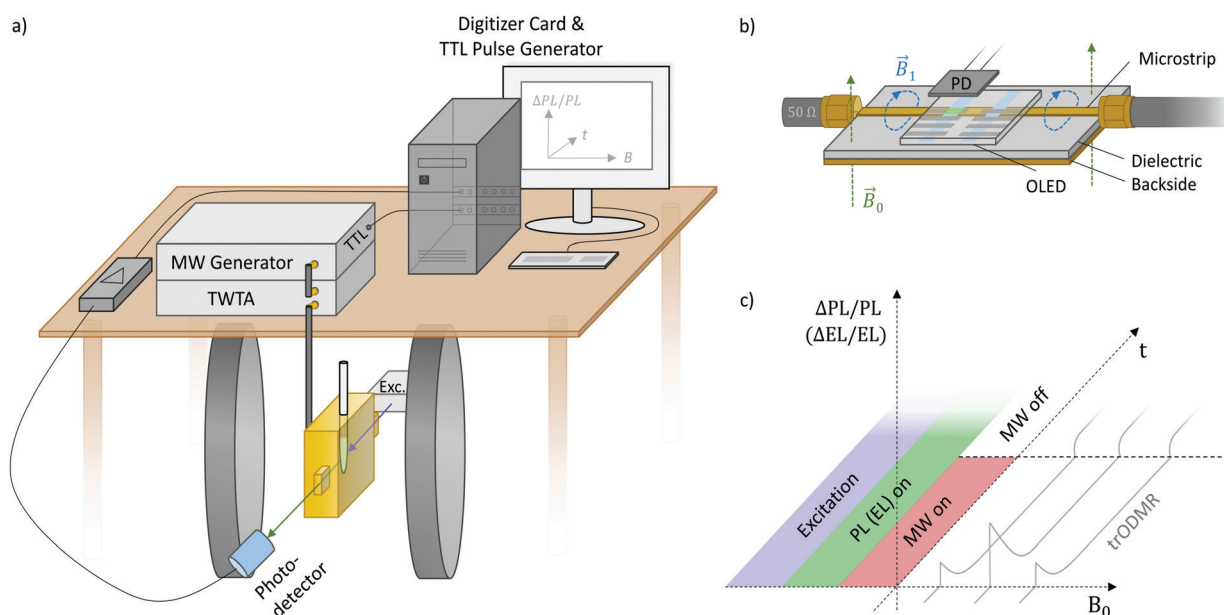 a)
Digitizer Card &
TTL Pulse Generator
ΔPL/PL
t
B
TTL
MW Generator
TWTA
Exc.
Photo-
detector
b)
B⃗₁
PD
Microstrip
50 Ω
Dielectric
OLED
Backside
B⃗₀
c)
ΔPL/PL
(ΔEL/EL)
t
MW off
Excitation
PL (EL) on
MW on
trODMR
B₀